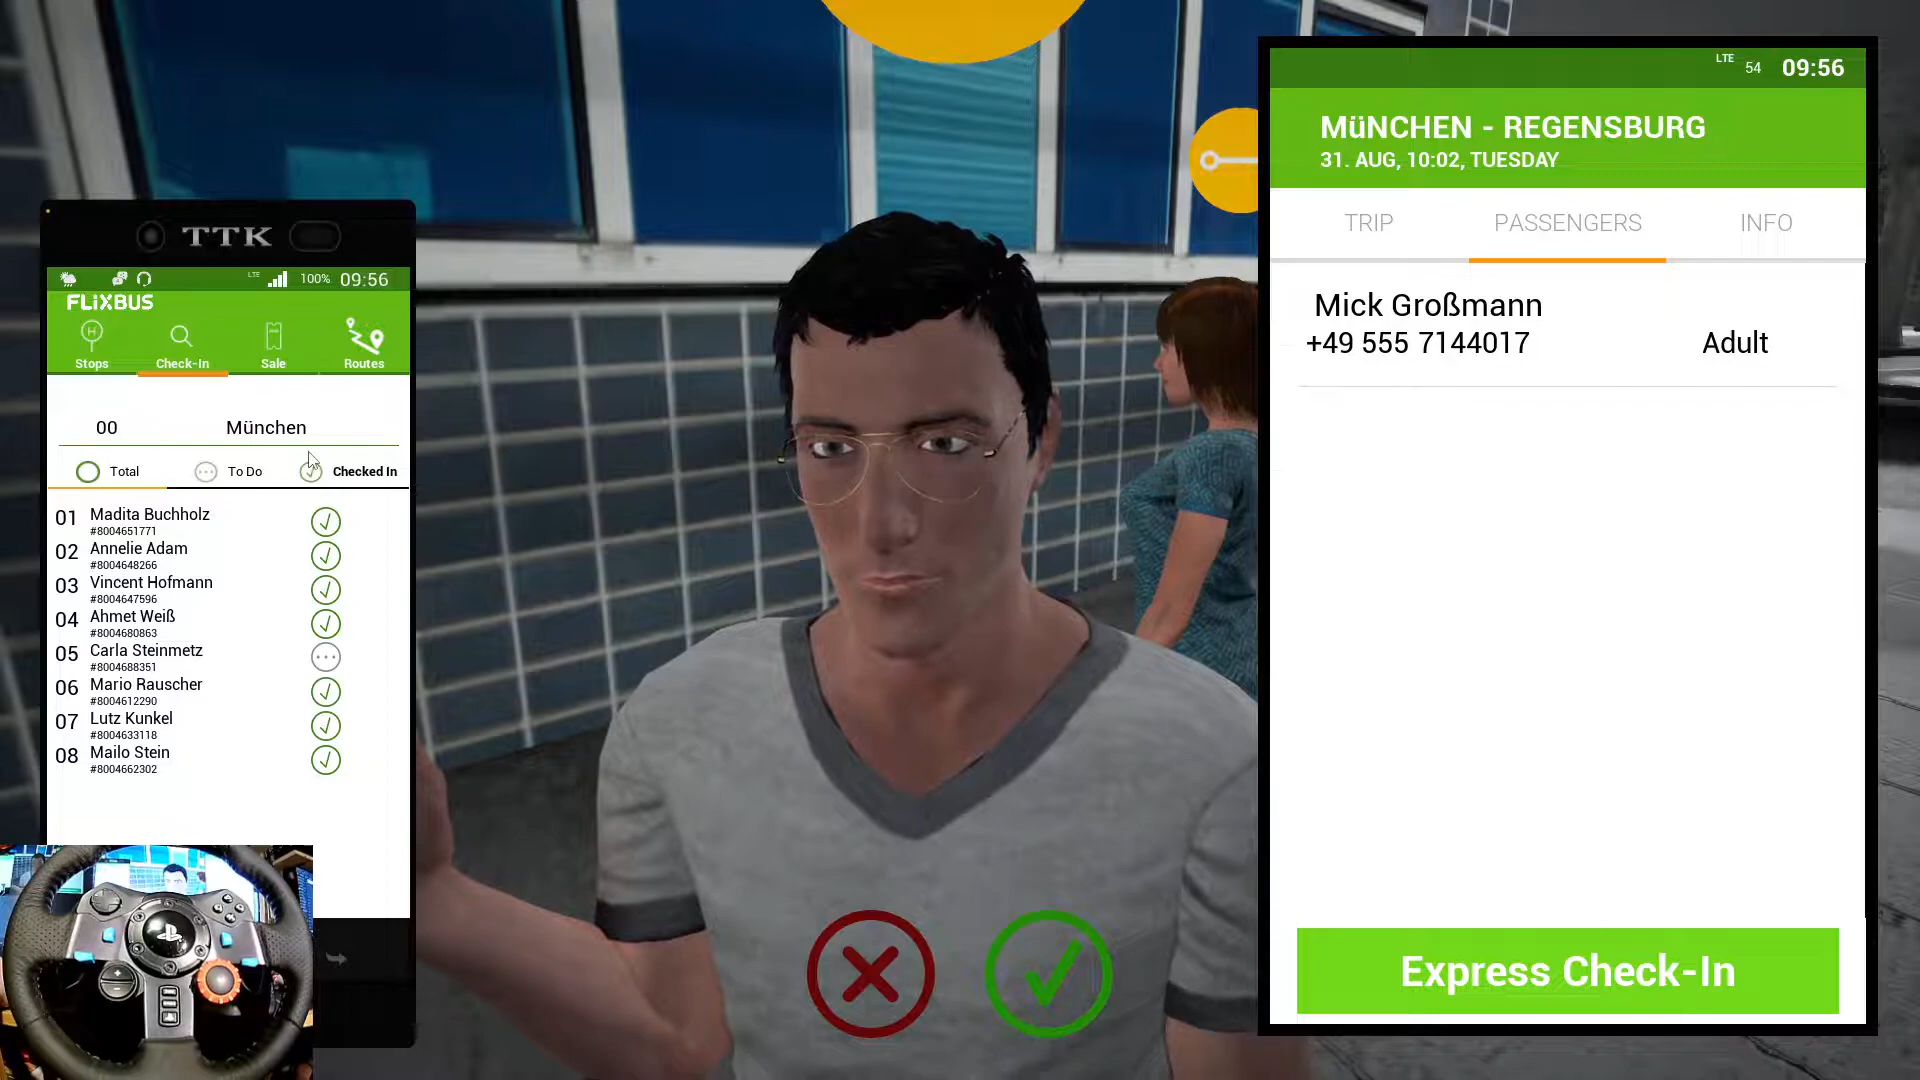 TTK
LTE 100% 09:56
FLiXBUS
Stops Check-In Sale Routes
00 München
Total To Do Checked In
01 Madita Buchholz
#8004651771
02 Annelie Adam
#8004648266
03 Vincent Hofmann
#8004647596
04 Ahmet Weiß
#8004680863
05 Carla Steinmetz
#8004688351
06 Mario Rauscher
#8004612290
07 Lutz Kunkel
#8004633118
08 Mailo Stein
#8004662302
LTE 54 09:56
MüNCHEN - REGENSBURG
31. AUG, 10:02, TUESDAY
TRIP PASSENGERS INFO
Mick Großmann
+49 555 7144017 Adult
Express Check-In